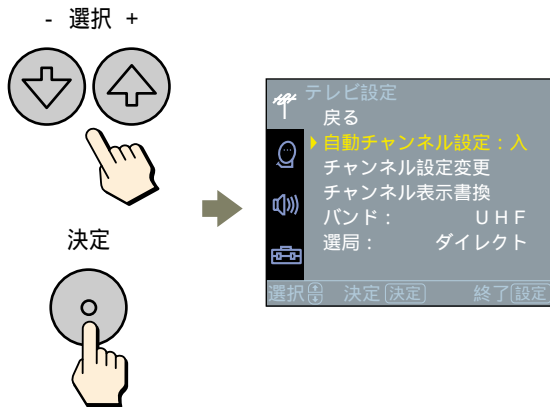 - 選択 +
決定
テレビ設定
戻る
自動チャンネル設定：入
チャンネル設定変更
チャンネル表示書換
バンド： ＵＨＦ
選局： ダイレクト
選択 決定 決定 終了 設定